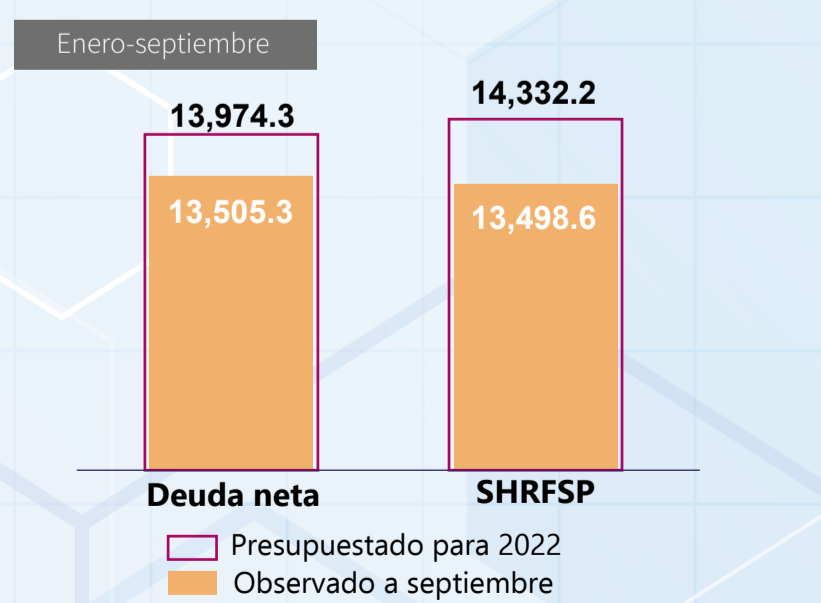 Enero-septiembre
13,974.3
14,332.2
13,505.3
13,498.6
Deuda neta
SHRFSP
Presupuestado para 2022
Observado a septiembre